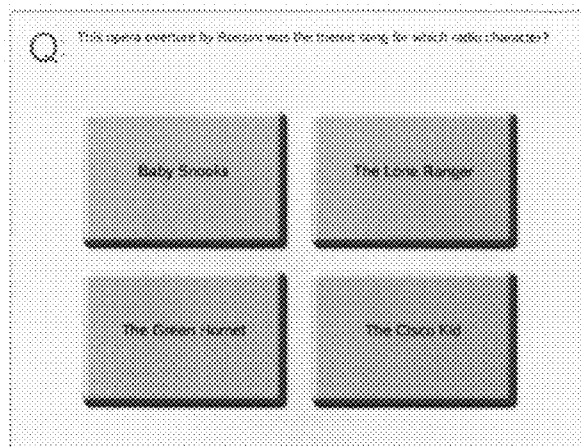 Q.
This opera overture by Rossini was the theme song for which radio character?
Baby Snooks
The Lone Ranger
The Green Hornet
The Cisco Kid